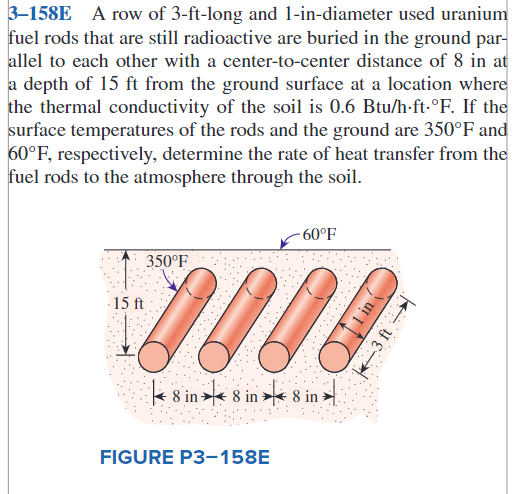 3–158E A row of 3-ft-long and 1-in-diameter used uranium
fuel rods that are still radioactive are buried in the ground par-
allel to each other with a center-to-center distance of 8 in at
a depth of 15 ft from the ground surface at a location where
the thermal conductivity of the soil is 0.6 Btu/h·ft·°F. If the
surface temperatures of the rods and the ground are 350°F and
60°F, respectively, determine the rate of heat transfer from the
fuel rods to the atmosphere through the soil.
60°F
350°F
15 ft
1 in
3 ft
8 in 8 in 8 in
FIGURE P3–158E